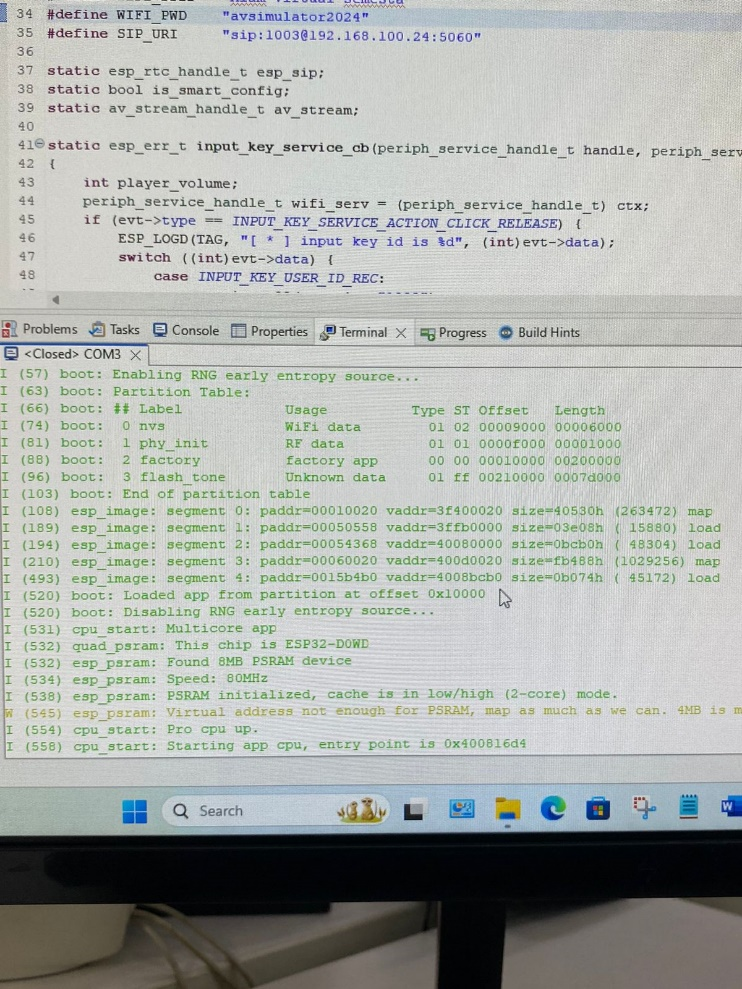 34 #define WIFI_PWD "avsimulator2024"
35 #define SIP_URI "sip:1003@192.168.100.24:5060"
36
37 static esp_rtc_handle_t esp_sip;
38 static bool is_smart_config;
39 static av_stream_handle_t av_stream;
40
41 static esp_err_t input_key_service_cb(periph_service_handle_t handle, periph_serv
42 {
43 int player_volume;
44 periph_service_handle_t wifi_serv = (periph_service_handle_t) ctx;
45 if (evt->type == INPUT_KEY_SERVICE_ACTION_CLICK_RELEASE) {
46 ESP_LOGD(TAG, "[ * ] input key id is %d", (int)evt->data);
47 switch ((int)evt->data) {
48 case INPUT_KEY_USER_ID_REC:
Problems Tasks Console Properties Terminal Progress Build Hints
<Closed> COM3
I (57) boot: Enabling RNG early entropy source...
I (63) boot: Partition Table:
I (66) boot: ## Label Usage Type ST Offset Length
I (74) boot: 0 nvs WiFi data 01 02 00009000 00006000
I (81) boot: 1 phy_init RF data 01 01 0000f000 00001000
I (88) boot: 2 factory factory app 00 00 00010000 00200000
I (96) boot: 3 flash_tone Unknown data 01 ff 00210000 0007d000
I (103) boot: End of partition table
I (108) esp_image: segment 0: paddr=00010020 vaddr=3f400020 size=40530h (263472) map
I (189) esp_image: segment 1: paddr=00050558 vaddr=3ffb0000 size=03e08h ( 15880) load
I (194) esp_image: segment 2: paddr=00054368 vaddr=40080000 size=0bcb0h ( 48304) load
I (210) esp_image: segment 3: paddr=00060020 vaddr=400d0020 size=fb488h (1029256) map
I (493) esp_image: segment 4: paddr=0015b4b0 vaddr=4008bcb0 size=0b074h ( 45172) load
I (520) boot: Loaded app from partition at offset 0x10000
I (520) boot: Disabling RNG early entropy source...
I (531) cpu_start: Multicore app
I (532) quad_psram: This chip is ESP32-D0WD
I (532) esp_psram: Found 8MB PSRAM device
I (534) esp_psram: Speed: 80MHz
I (538) esp_psram: PSRAM initialized, cache is in low/high (2-core) mode.
W (545) esp_psram: Virtual address not enough for PSRAM, map as much as we can. 4MB is m
I (554) cpu_start: Pro cpu up.
I (558) cpu_start: Starting app cpu, entry point is 0x400816d4
Search
W